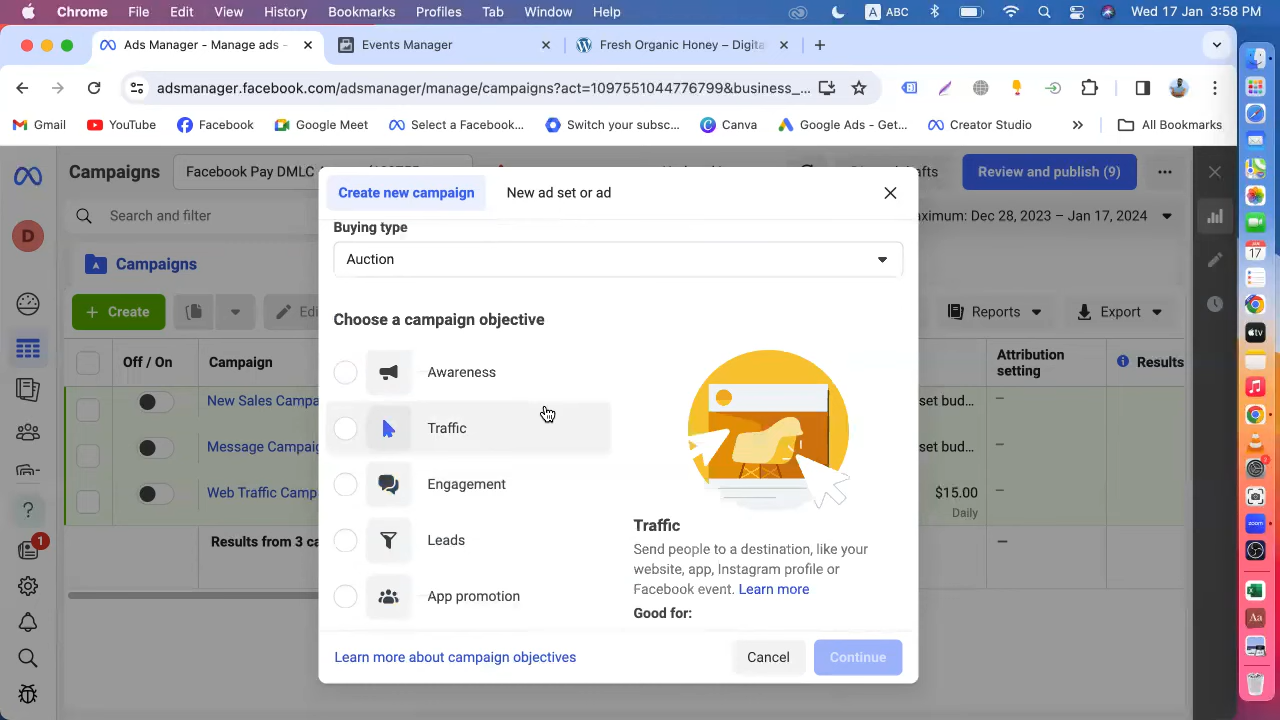 Chrome File Edit View History Bookmarks Profiles Tab Window Help A ABC Wed 17 Jan 3:58 PM
Ads Manager - Manage ads - Events Manager Fresh Organic Honey – Digita
adsmanager.facebook.com/adsmanager/manage/campaigns?act=1097551044776799&business_...
Gmail YouTube Facebook Google Meet Select a Facebook... Switch your subsc... Canva Google Ads - Get... Creator Studio » All Bookmarks
Campaigns Facebook Pay DMLC Review and publish (9)
Create new campaign New ad set or ad
Search and filter aximum: Dec 28, 2023 – Jan 17, 2024
Buying type
Auction
D
Campaigns
Create Edi Reports Export
Choose a campaign objective
Off / On Campaign Attribution setting Results
Awareness
New Sales Campa set bud... –
Traffic
Message Campaig set bud... –
Engagement
Web Traffic Camp $15.00 –
Daily
Results from 3 ca –
Leads
App promotion
Traffic
Send people to a destination, like your
website, app, Instagram profile or
Facebook event. Learn more
Good for:
1
Learn more about campaign objectives Cancel Continue